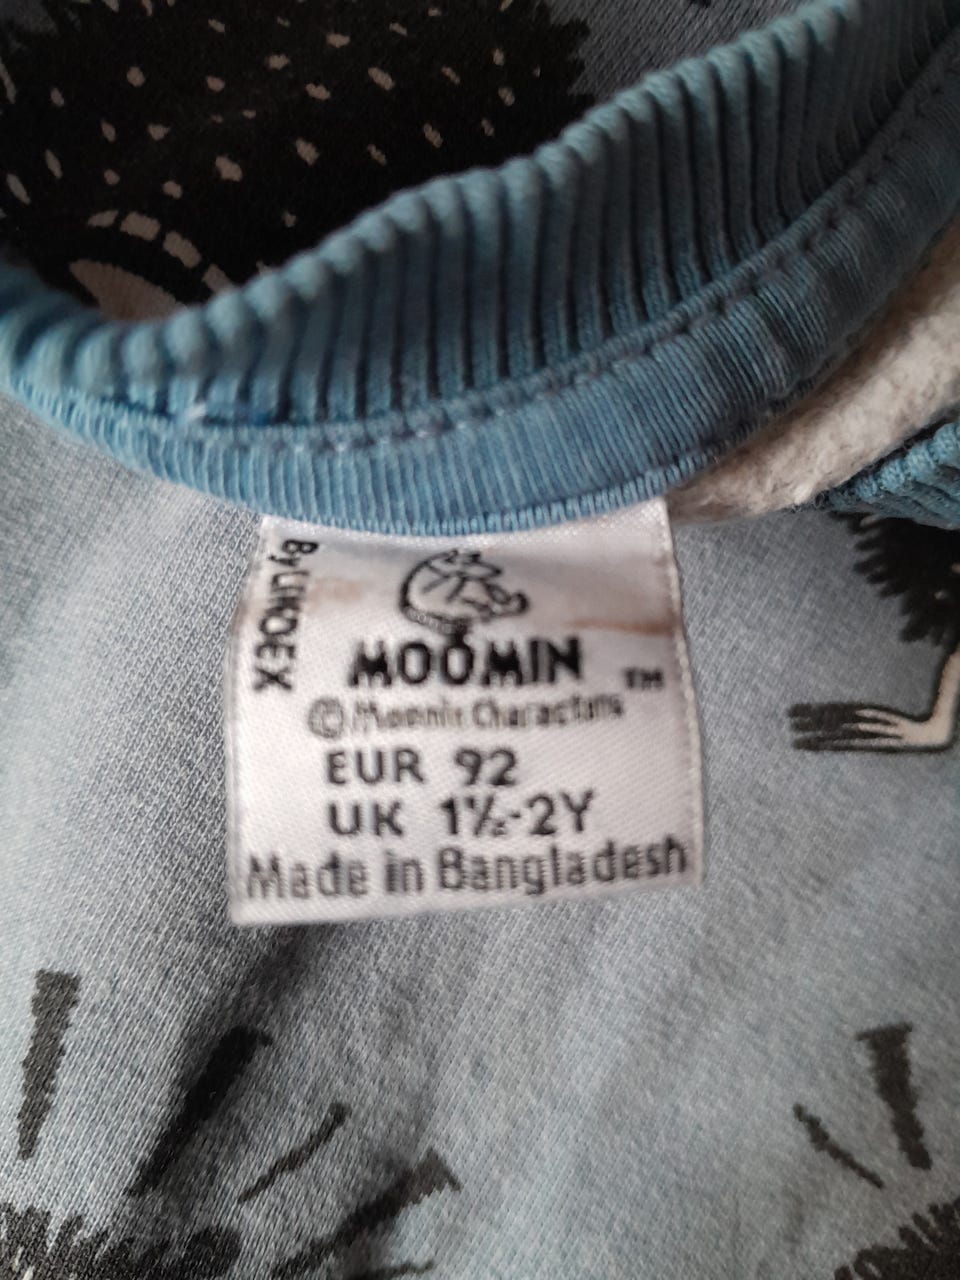 By LINDEX
MOOMIN ™
© Moomin Characters
EUR 92
UK 1½-2Y
Made in Bangladesh